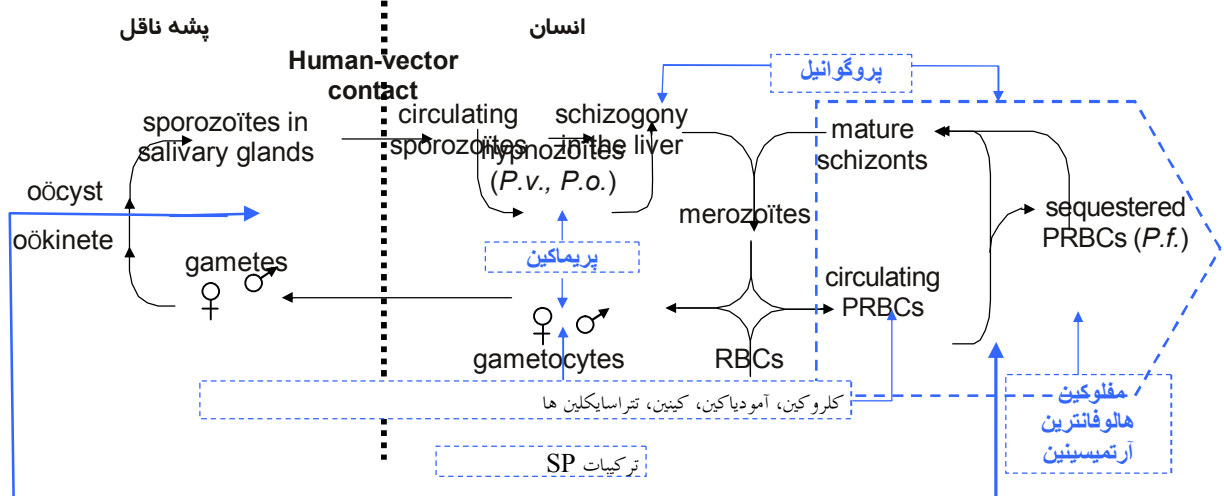 پشه ناقل
انسان
Human-vector
contact
پروگوانیل
sporozoïtes in
salivary glands
circulating
sporozoïtes
schizogony
in the liver
hypnozoïtes
(P.v., P.o.)
mature
schizonts
oöcyst
oökinete
merozoïtes
sequestered
PRBCs (P.f.)
gametes
پریماکین
circulating
PRBCs
gametocytes
RBCs
کلروکین، آمودیاکین، کینین، تتراسایکلین ها
مفلوکین
هالوفانترین
آرتمیسینین
ترکیبات SP